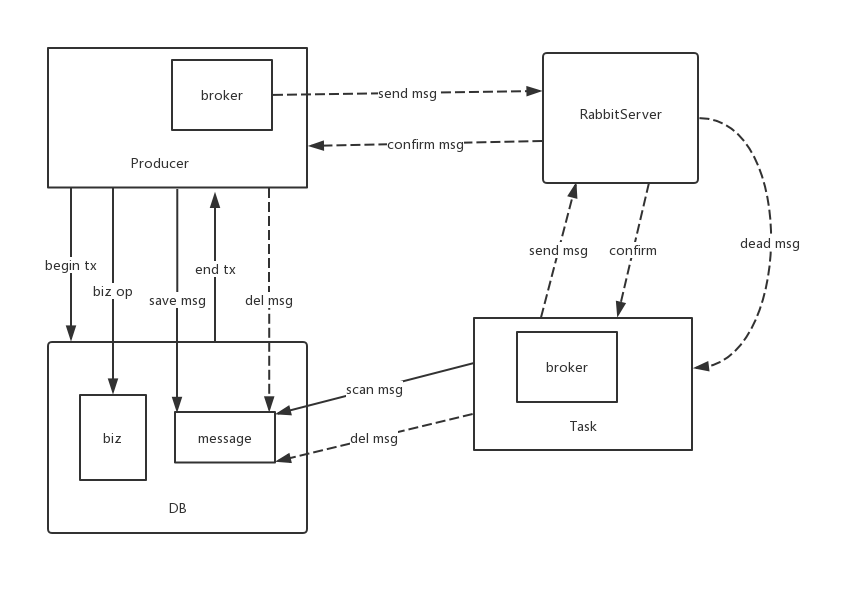 broker
send msg
RabbitServer
confirm msg
Producer
dead msg
send msg
confirm
begin tx
end tx
biz op
save msg
del msg
broker
scan msg
Task
biz
message
del msg
DB